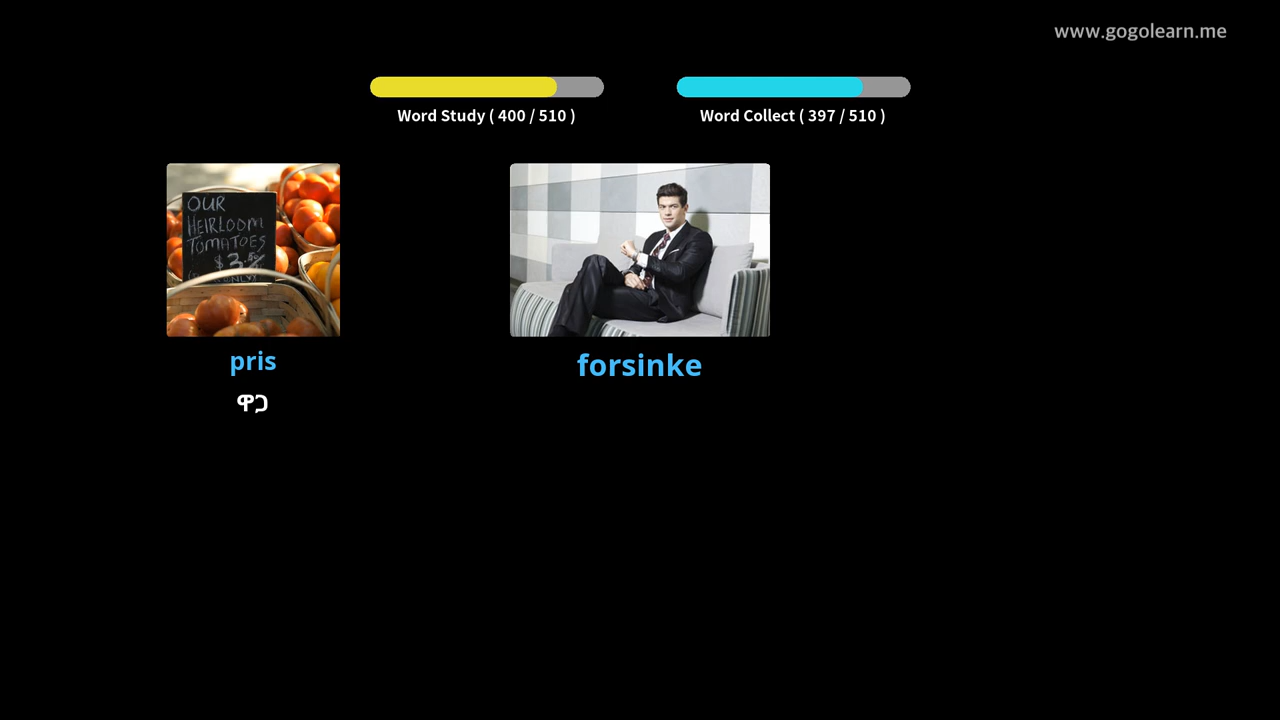 www.gogolearn.me
Word Study ( 400 / 510 )
Word Collect ( 397 / 510 )
OUR
HEIRLOOM
TOMATOES
pris
ዋጋ
forsinke